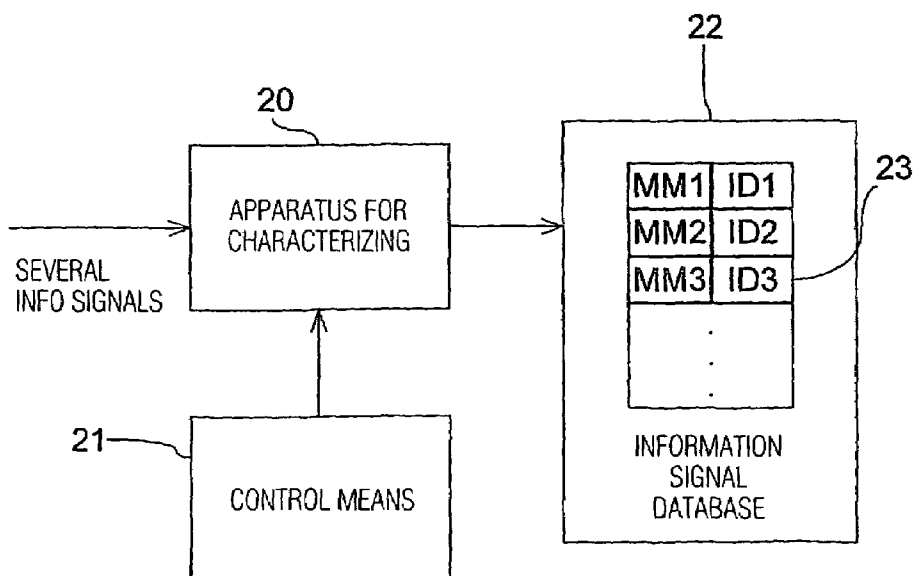 22
20
23
MM1 ID1
MM2 ID2
MM3 ID3
APPARATUS FOR
CHARACTERIZING
SEVERAL
INFO SIGNALS
21
CONTROL MEANS
INFORMATION
SIGNAL
DATABASE